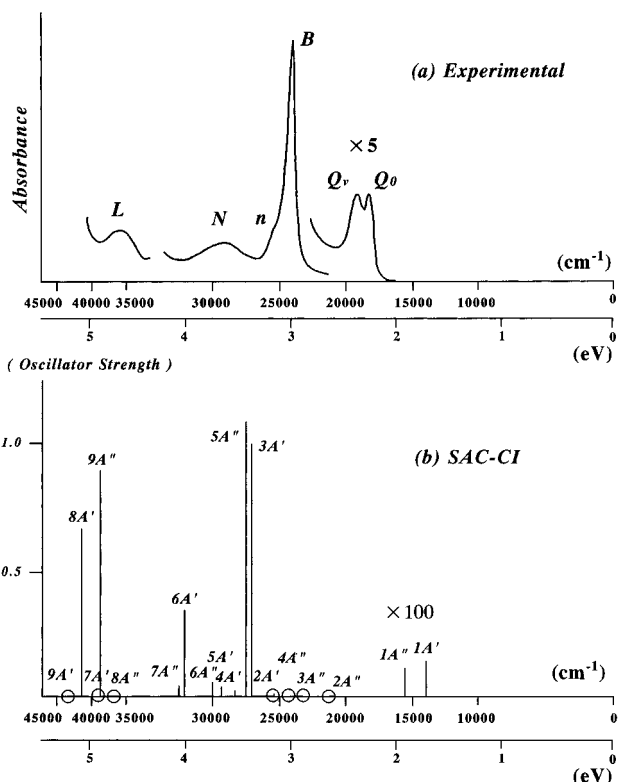 Absorbance
(a) Experimental
B
× 5
Qv Q0
L N n
(cm-1)
45000 40000 35000 30000 25000 20000 15000 10000 0
5 4 3 2 1 0
(eV)
( Oscillator Strength )
(b) SAC-CI
1.0
0.5
5A" 3A'
9A"
8A'
6A'
× 100
1A" 1A'
9A' 7A' 8A" 7A" 6A" 5A' 4A' 2A' 4A" 3A" 2A"
(cm-1)
45000 40000 35000 30000 25000 20000 15000 10000 0
5 4 3 2 1 0
(eV)